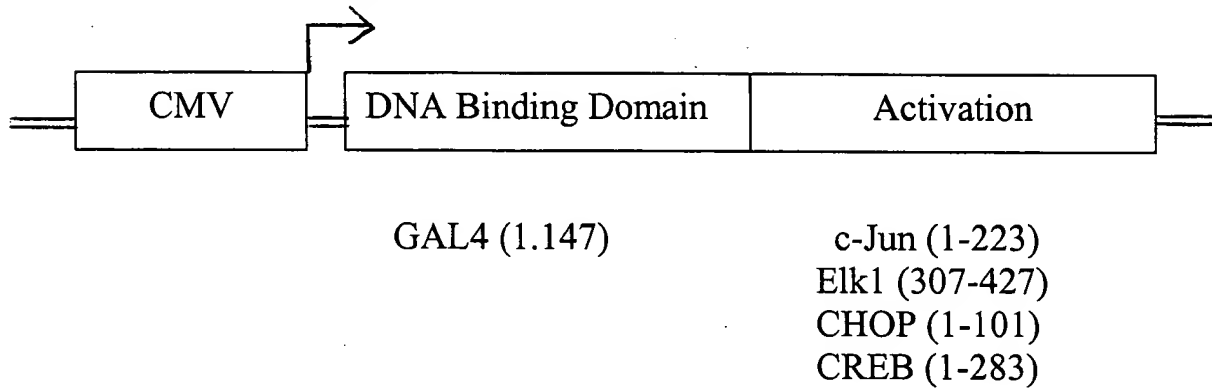 CMV
DNA Binding Domain
Activation
GAL4 (1.147)
c-Jun (1-223)
Elk1 (307-427)
CHOP (1-101)
CREB (1-283)